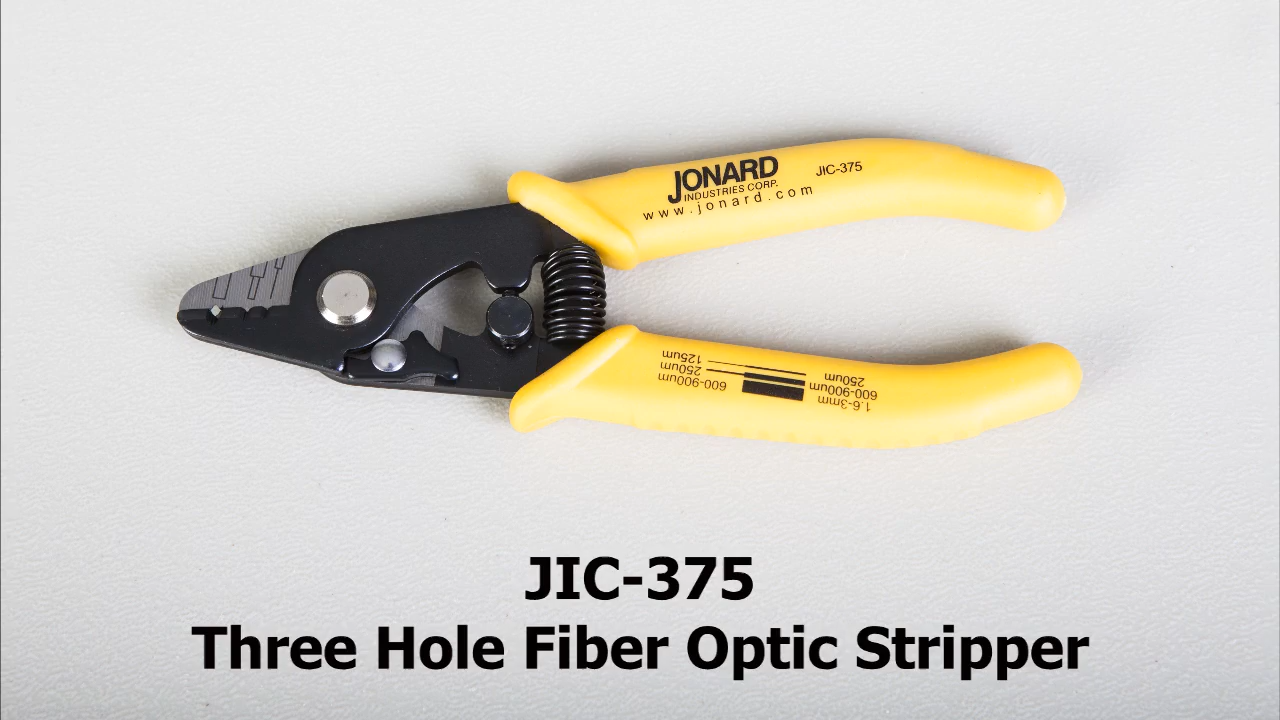 JONARD
INDUSTRIES CORP.
www.jonard.com
JIC-375
125um
250um
600-900um
250um
600-900um
1.6-3mm
JIC-375
Three Hole Fiber Optic Stripper